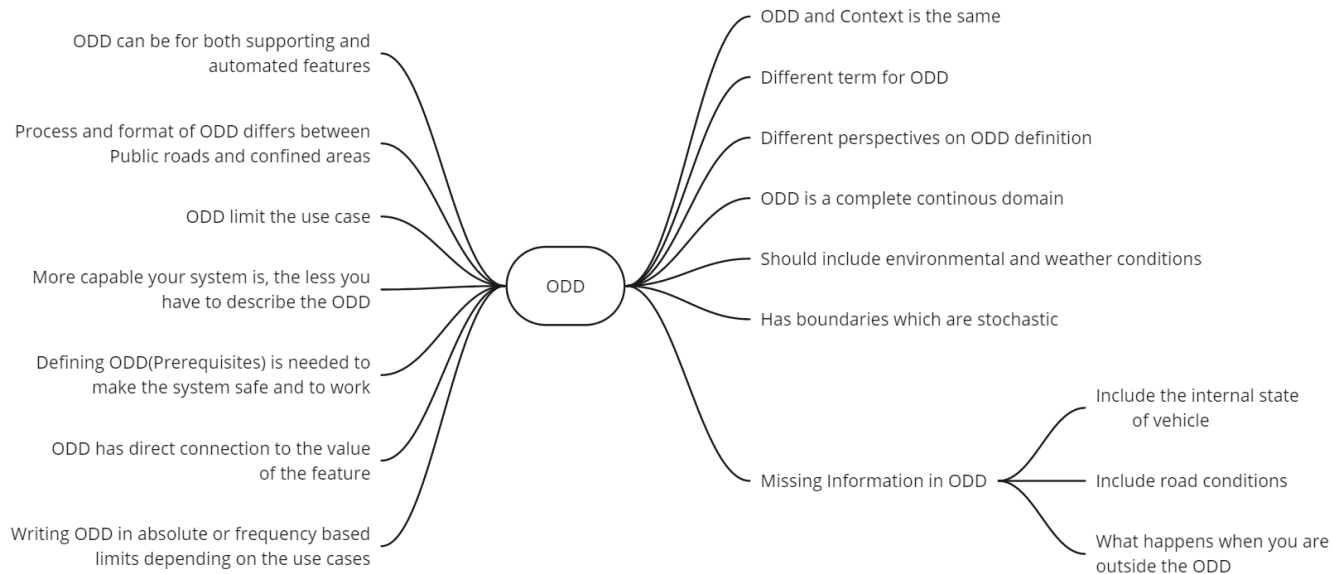 ODD can be for both supporting and
automated features
Process and format of ODD differs between
Public roads and confined areas
ODD limit the use case
More capable your system is, the less you
have to describe the ODD
Defining ODD(Prerequisites) is needed to
make the system safe and to work
ODD has direct connection to the value
of the feature
Writing ODD in absolute or frequency based
limits depending on the use cases
ODD
ODD and Context is the same
Different term for ODD
Different perspectives on ODD definition
ODD is a complete continous domain
Should include environmental and weather conditions
Has boundaries which are stochastic
Missing Information in ODD
Include the internal state
of vehicle
Include road conditions
What happens when you are
outside the ODD